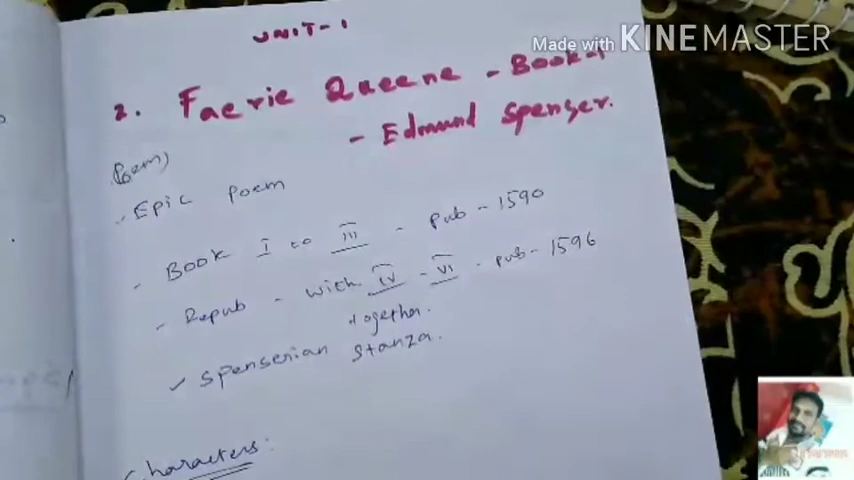 UNIT-1
Made with KINEMASTER
2. Faerie Queene - Book-1
- Edmund Spenser.
(Poem)
Epic Poem
- Book I to III - pub - 1590
- Repub - with IV - VI - pub - 1596
together.
✓ Spenserian Stanza.
Characters: